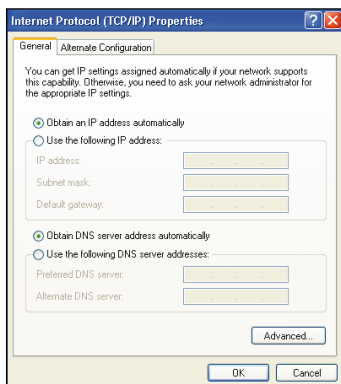 Internet Protocol (TCP/IP) Properties
General
Alternate Configuration
You can get IP settings assigned automatically if your network supports
this capability. Otherwise, you need to ask your network administrator for
the appropriate IP settings.
Obtain an IP address automatically
Use the following IP address:
IP address:
Subnet mask:
Default gateway:
Obtain DNS server address automatically
Use the following DNS server addresses:
Preferred DNS server:
Alternate DNS server:
Advanced...
OK
Cancel